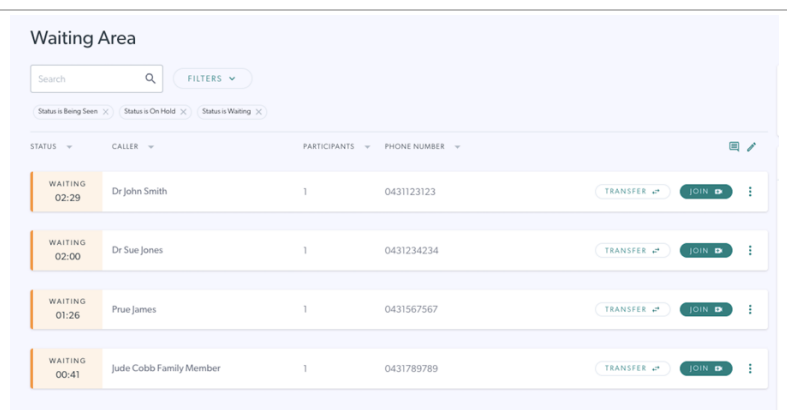 Waiting Area
Search
FILTERS
Status is Being Seen
Status is On Hold
Status is Waiting
STATUS CALLER PARTICIPANTS PHONE NUMBER
WAITING
02:29 Dr John Smith 1 0431123123 TRANSFER JOIN
WAITING
02:00 Dr Sue Jones 1 0431234234 TRANSFER JOIN
WAITING
01:26 Prue James 1 0431567567 TRANSFER JOIN
WAITING
00:41 Jude Cobb Family Member 1 0431789789 TRANSFER JOIN